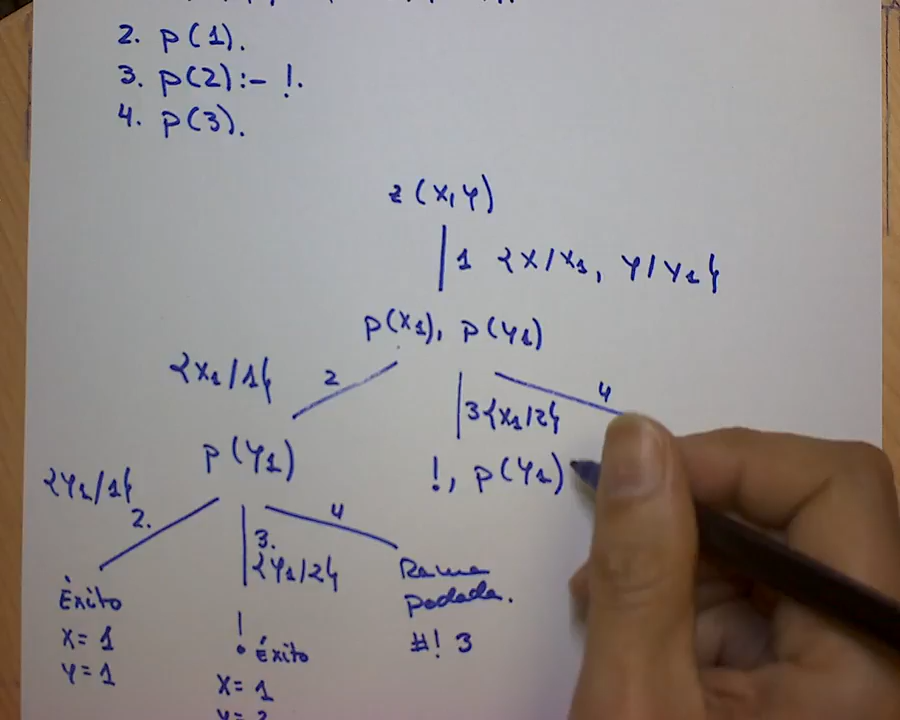 2. p(1).
3. p(2):- !.
4. p(3).
z(X,Y)
1 {X/X1, Y/Y1}
p(X1), p(Y1)
{X1/1} 2
3 {X1/2}
4
p(Y1)
!, p(Y1)
{Y1/1}
2.
3.
{Y1/2}
4
Éxito
X= 1
Y= 1
!
Éxito
X= 1
Y= 2
Rama
podada.
#! 3